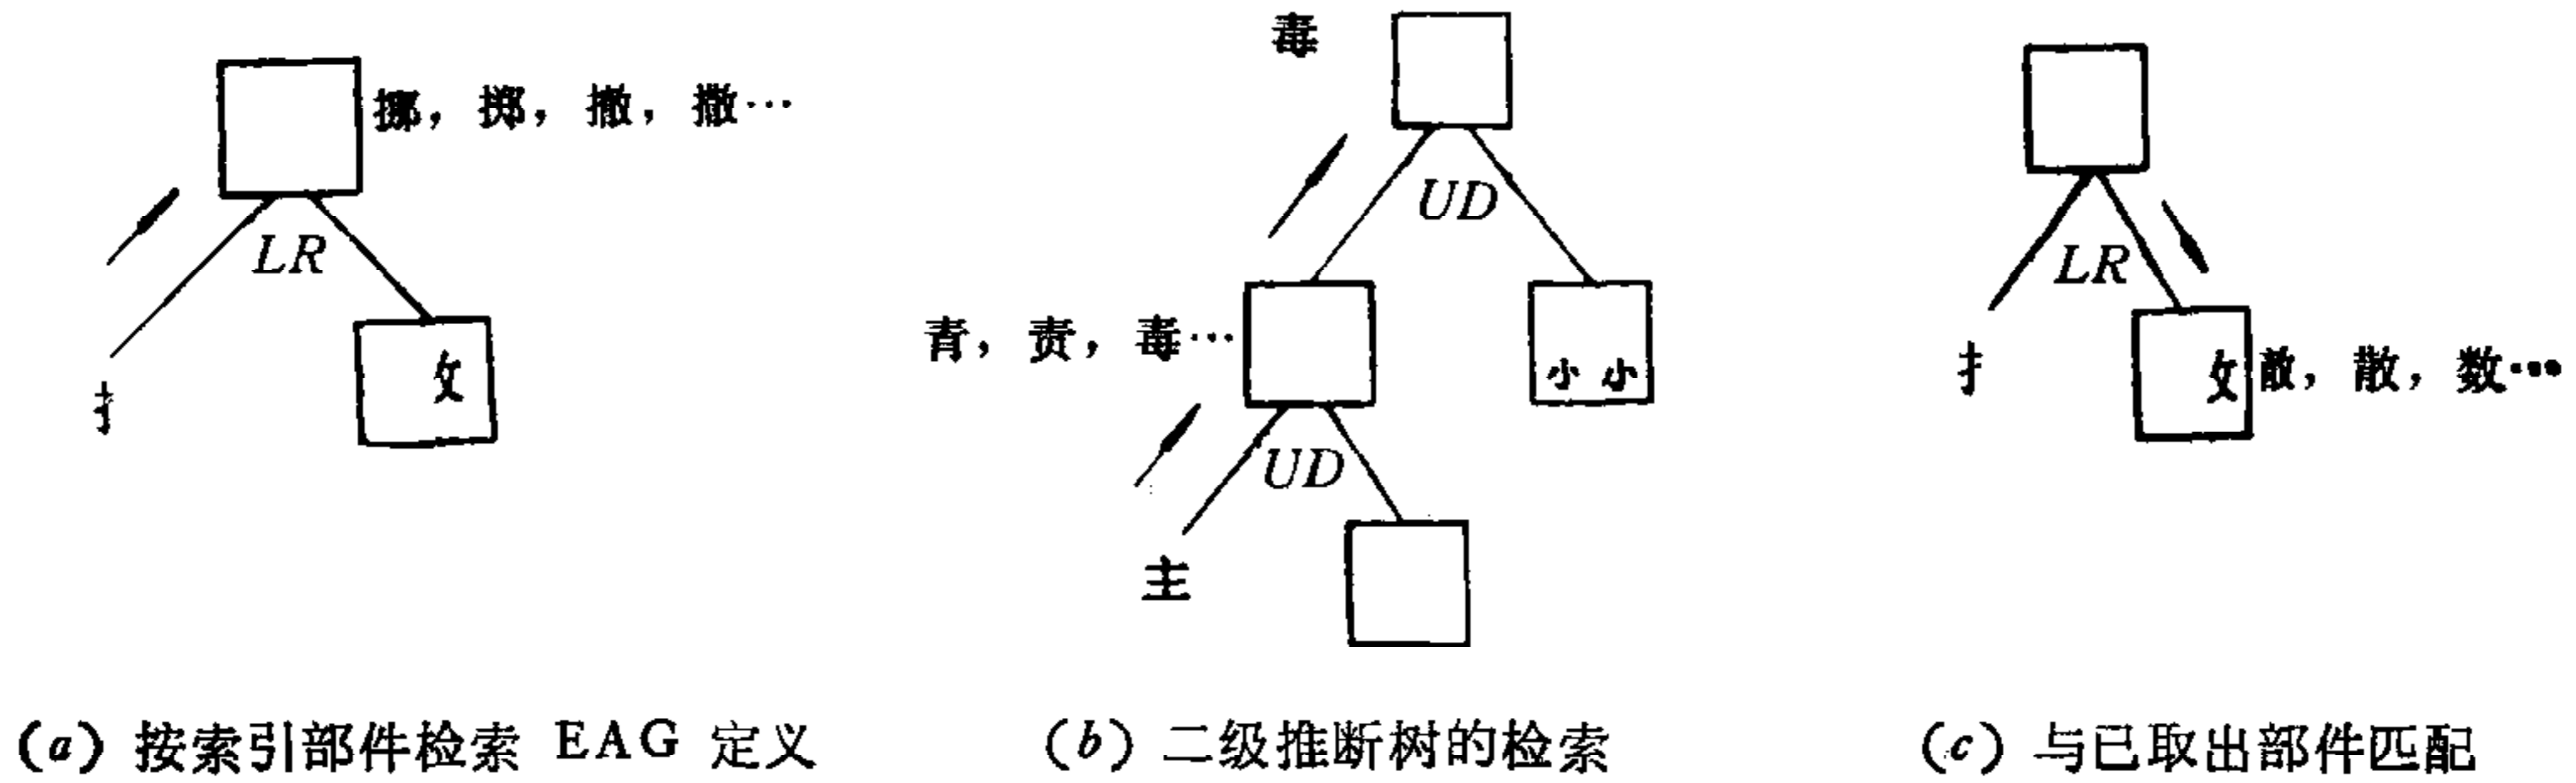 掷，撤，撒…
LR
扌
攵
(a) 按索引部件检索 EAG 定义
毒
UD
青，责，毒…
小 小
UD
主
(b) 二级推断树的检索
LR
扌
攵
散，数…
(c) 与已取出部件匹配